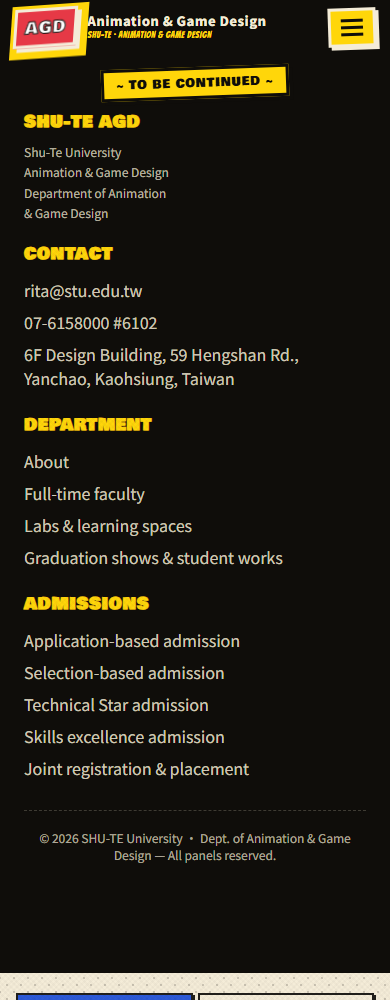 AGD
Animation & Game Design
SHU-TE • ANIMATION & GAME DESIGN
~ TO BE CONTINUED ~
SHU-TE AGD
Shu-Te University
Animation & Game Design
Department of Animation
& Game Design
CONTACT
rita@stu.edu.tw
07-6158000 #6102
6F Design Building, 59 Hengshan Rd.,
Yanchao, Kaohsiung, Taiwan
DEPARTMENT
About
Full-time faculty
Labs & learning spaces
Graduation shows & student works
ADMISSIONS
Application-based admission
Selection-based admission
Technical Star admission
Skills excellence admission
Joint registration & placement
© 2026 SHU-TE University ・ Dept. of Animation & Game
Design — All panels reserved.